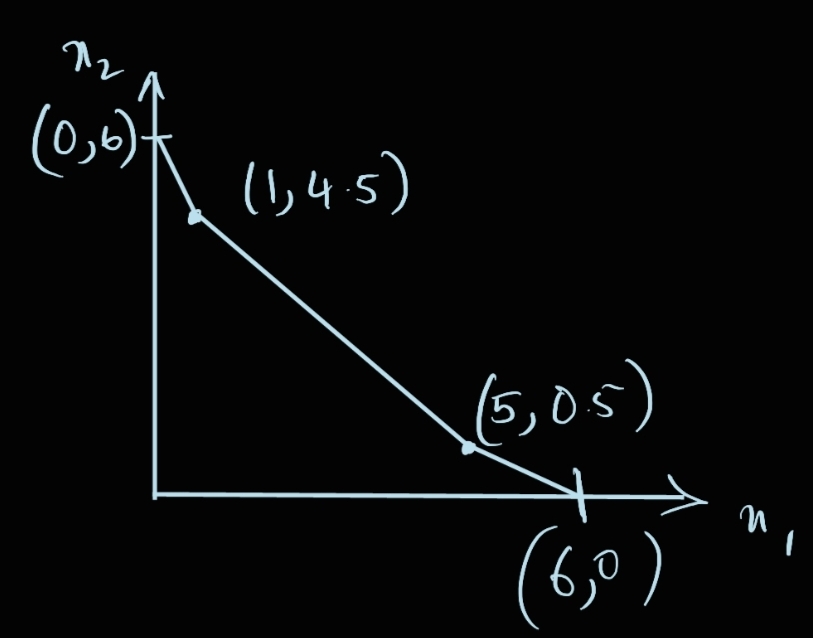 x₂
(0,6)
(1,4.5)
(5,0.5)
x₁
(6,0)